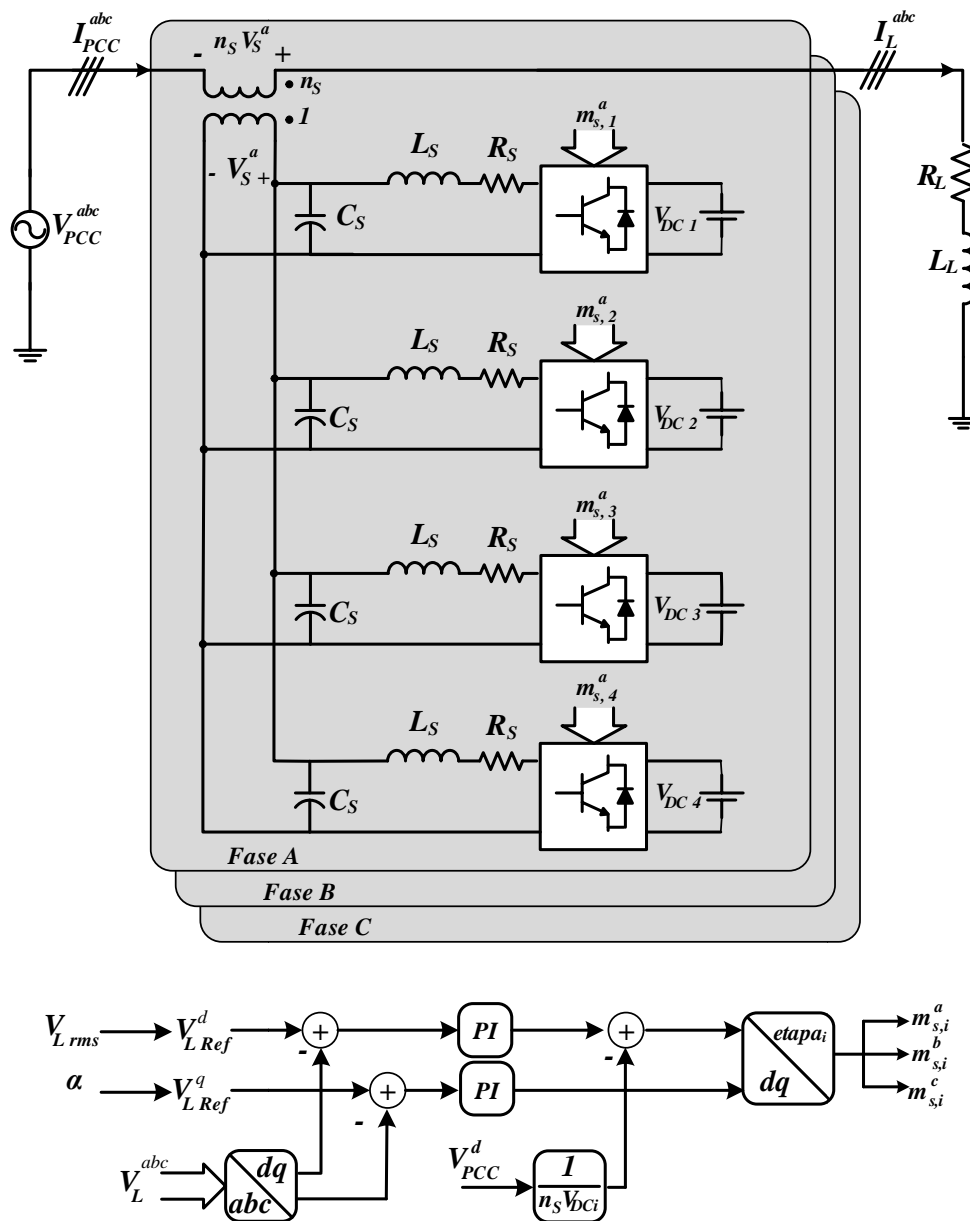 I_PCC^abc
- n_S V_S^a +
I_L^abc
n_S
1
- V_S^a +
L_S R_S
m_s,1^a
C_S
V_DC 1
V_PCC^abc
R_L
L_L
m_s,2^a
L_S R_S
C_S
V_DC 2
m_s,3^a
L_S R_S
C_S
V_DC 3
m_s,4^a
L_S R_S
C_S
V_DC 4
Fase A
Fase B
Fase C
V_L rms V_L Ref^d + - PI + - etapa_i dq m_s,i^a
m_s,i^b
m_s,i^c
α V_L Ref^q + - PI
V_L^abc dq abc
V_PCC^d 1 / n_S V_DCi